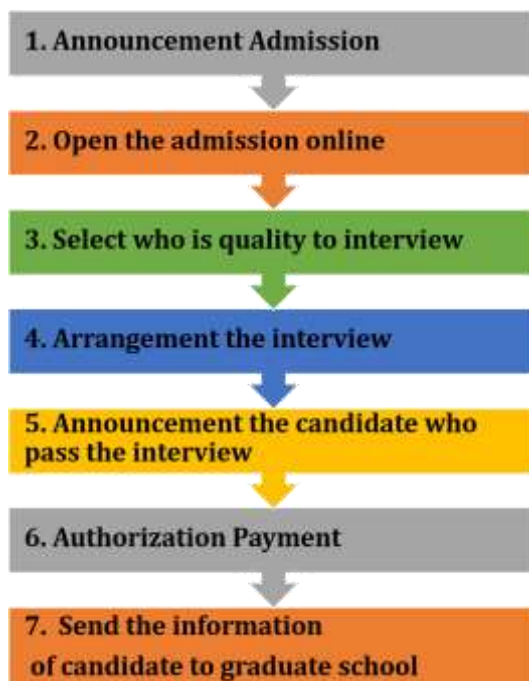 1. Announcement Admission
2. Open the admission online
3. Select who is quality to interview
4. Arrangement the interview
5. Announcement the candidate who
pass the interview
6. Authorization Payment
7. Send the information
of candidate to graduate school